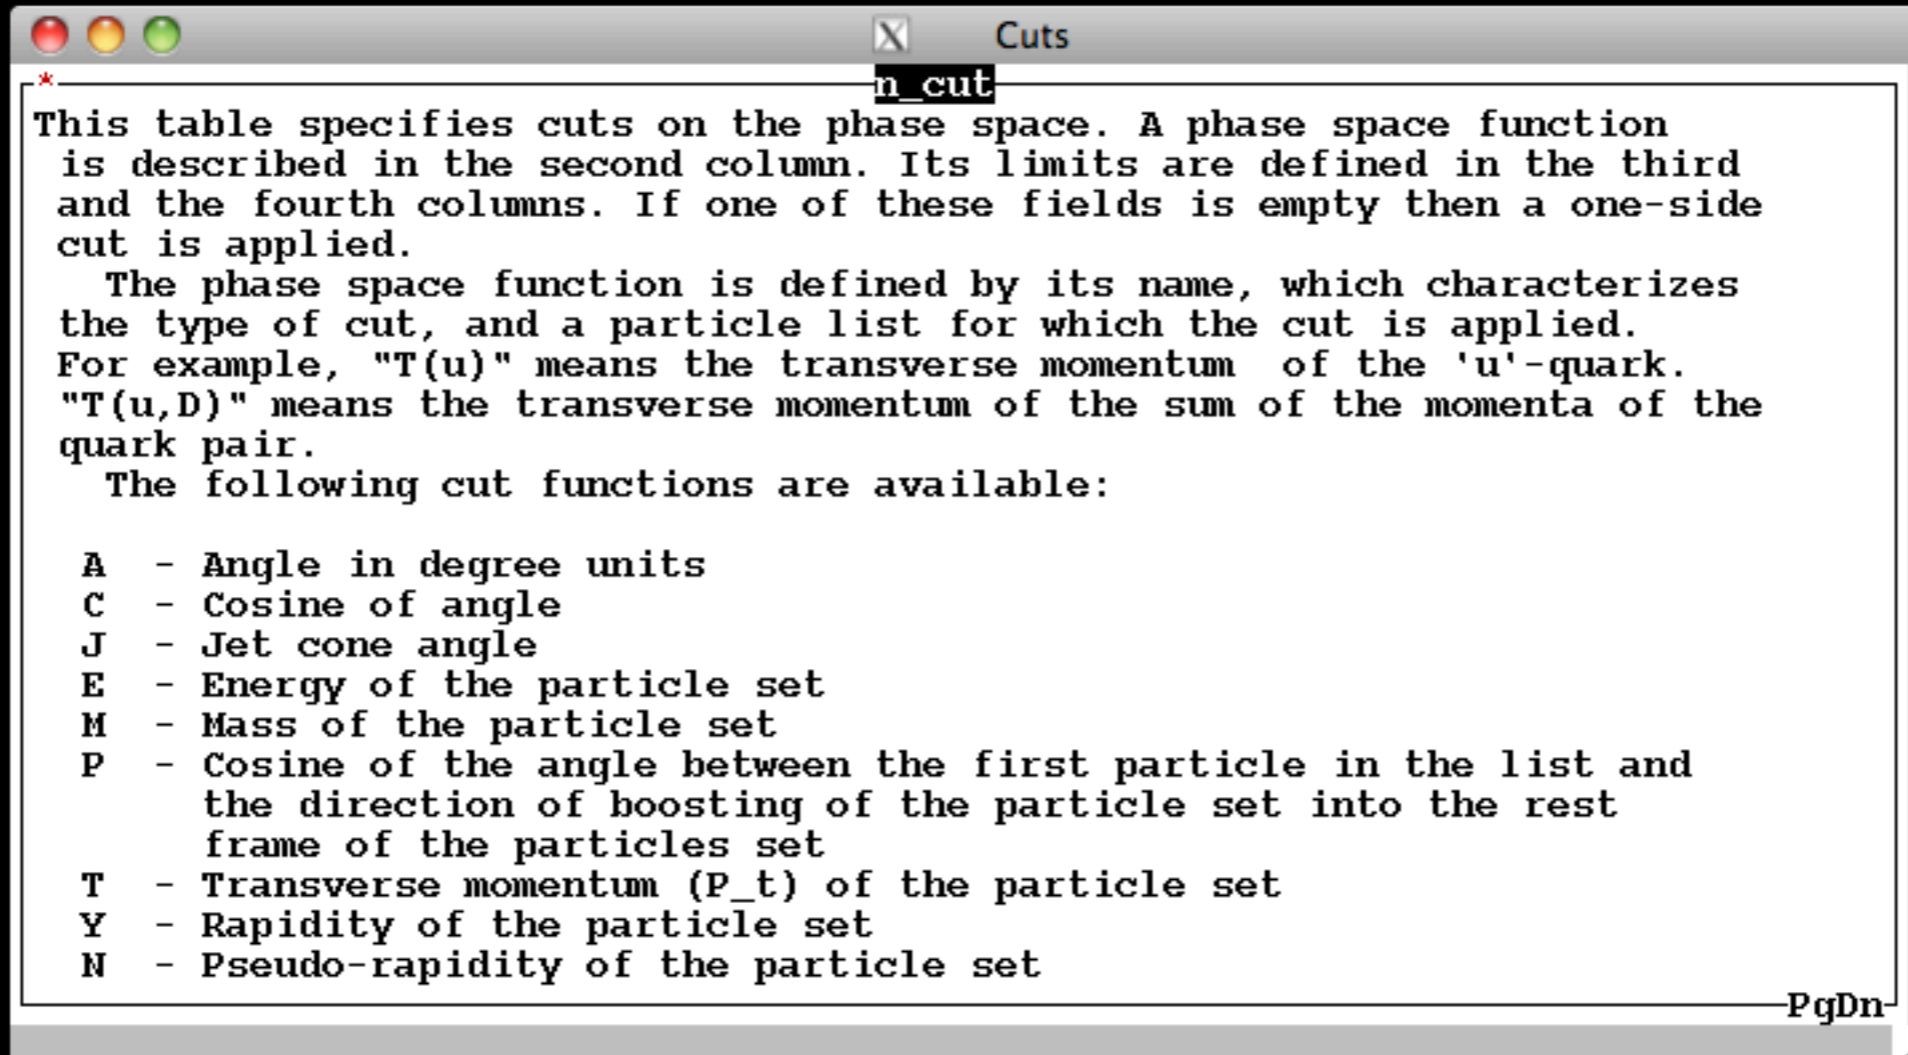 X Cuts
*
n_cut
This table specifies cuts on the phase space. A phase space function
is described in the second column. Its limits are defined in the third
and the fourth columns. If one of these fields is empty then a one-side
cut is applied.
The phase space function is defined by its name, which characterizes
the type of cut, and a particle list for which the cut is applied.
For example, "T(u)" means the transverse momentum  of the 'u'-quark.
"T(u,D)" means the transverse momentum of the sum of the momenta of the
quark pair.
The following cut functions are available:
A - Angle in degree units
C - Cosine of angle
J - Jet cone angle
E - Energy of the particle set
M - Mass of the particle set
P - Cosine of the angle between the first particle in the list and
the direction of boosting of the particle set into the rest
frame of the particles set
T - Transverse momentum (P_t) of the particle set
Y - Rapidity of the particle set
N - Pseudo-rapidity of the particle set
PgDn